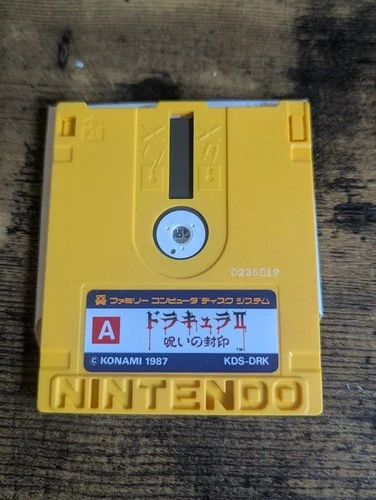 0235012
ファミリー コンピュータ ディスク システム
A
ドラキュラII
呪いの封印
TM
© KONAMI 1987
KDS-DRK
NINTENDO